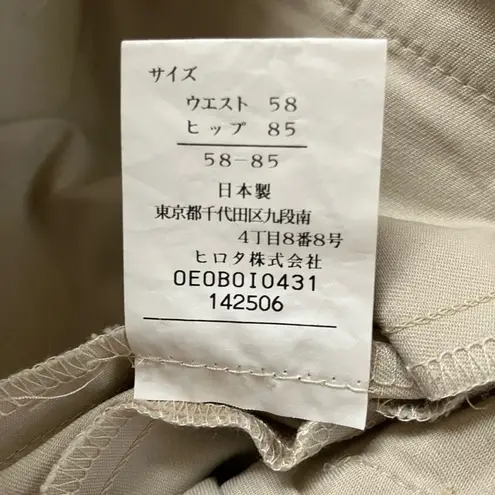 サイズ
ウエスト 58
ヒップ 85
58-85
日本製
東京都千代田区九段南
4丁目8番8号
ヒロタ株式会社
0E0B0I0431
142506